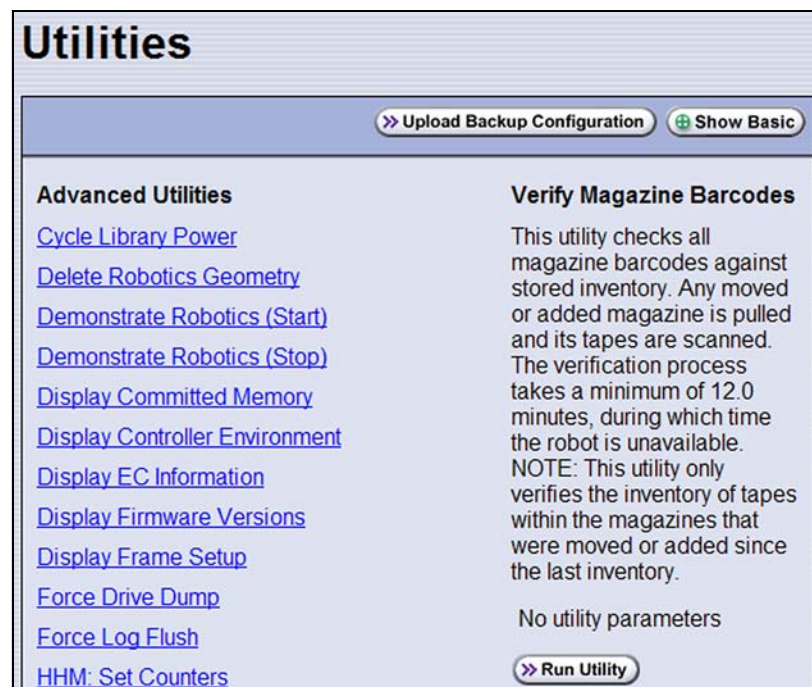 Utilities
Upload Backup Configuration
Show Basic
Advanced Utilities
Cycle Library Power
Delete Robotics Geometry
Demonstrate Robotics (Start)
Demonstrate Robotics (Stop)
Display Committed Memory
Display Controller Environment
Display EC Information
Display Firmware Versions
Display Frame Setup
Force Drive Dump
Force Log Flush
HHM: Set Counters
Verify Magazine Barcodes
This utility checks all
magazine barcodes against
stored inventory. Any moved
or added magazine is pulled
and its tapes are scanned.
The verification process
takes a minimum of 12.0
minutes, during which time
the robot is unavailable.
NOTE: This utility only
verifies the inventory of tapes
within the magazines that
were moved or added since
the last inventory.
No utility parameters
Run Utility